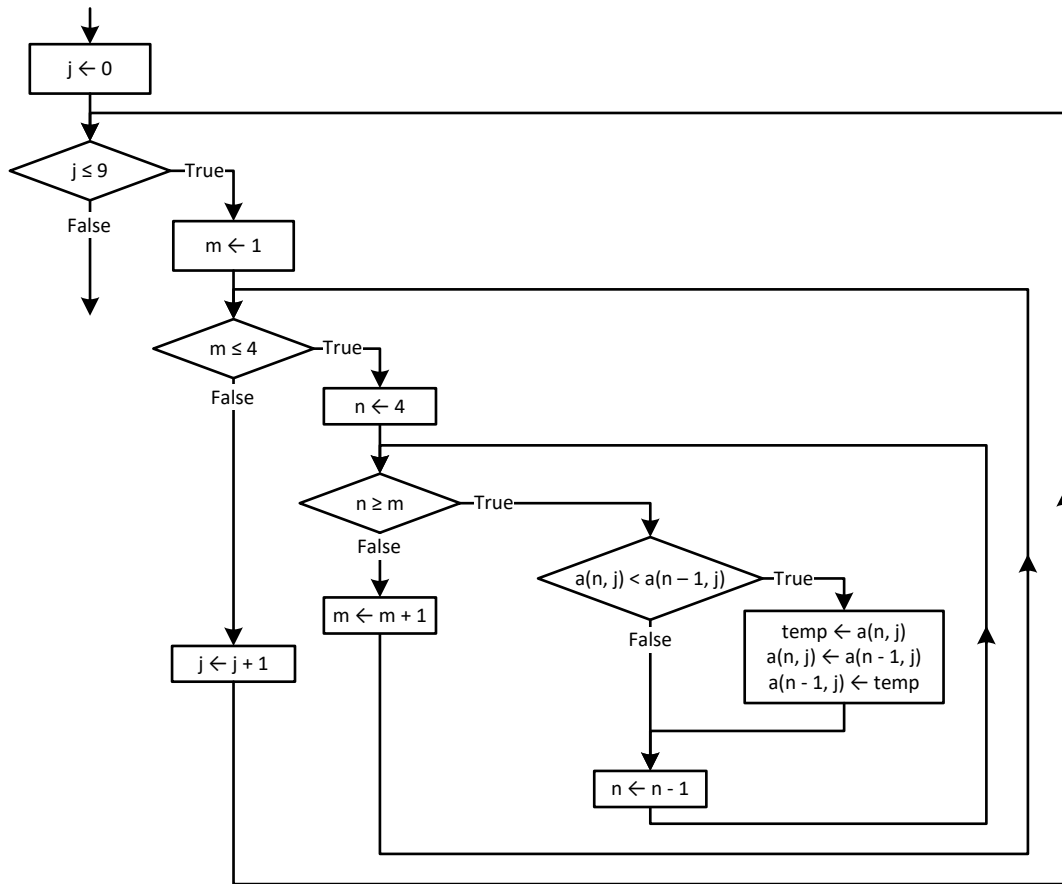 j ← 0
j ≤ 9
True
False
m ← 1
m ≤ 4
True
False
n ← 4
n ≥ m
True
False
a(n, j) < a(n – 1, j)
True
False
m ← m + 1
temp ← a(n, j)
a(n, j) ← a(n - 1, j)
a(n - 1, j) ← temp
j ← j + 1
n ← n - 1